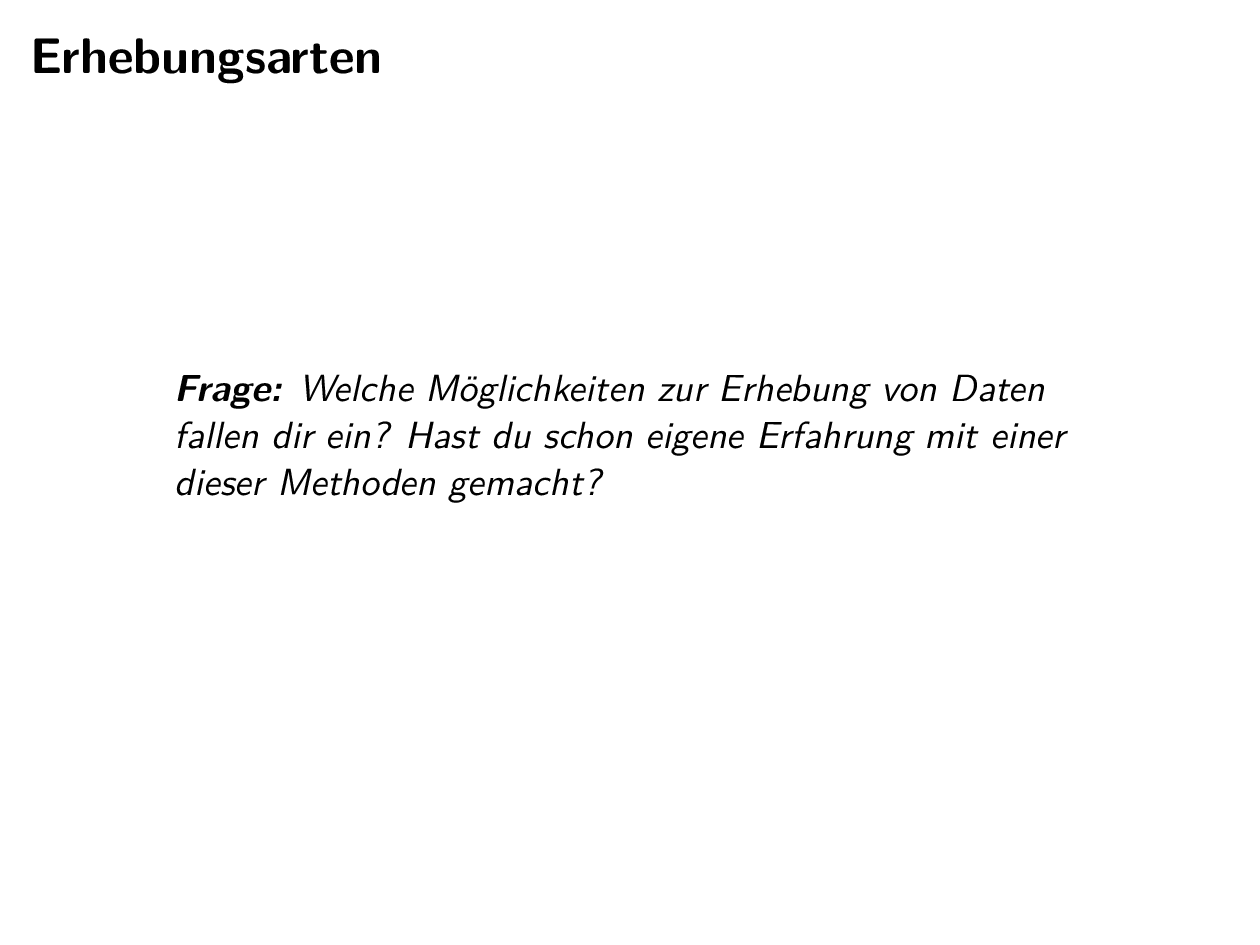 Erhebungsarten
Frage: Welche Möglichkeiten zur Erhebung von Daten
fallen dir ein? Hast du schon eigene Erfahrung mit einer
dieser Methoden gemacht?